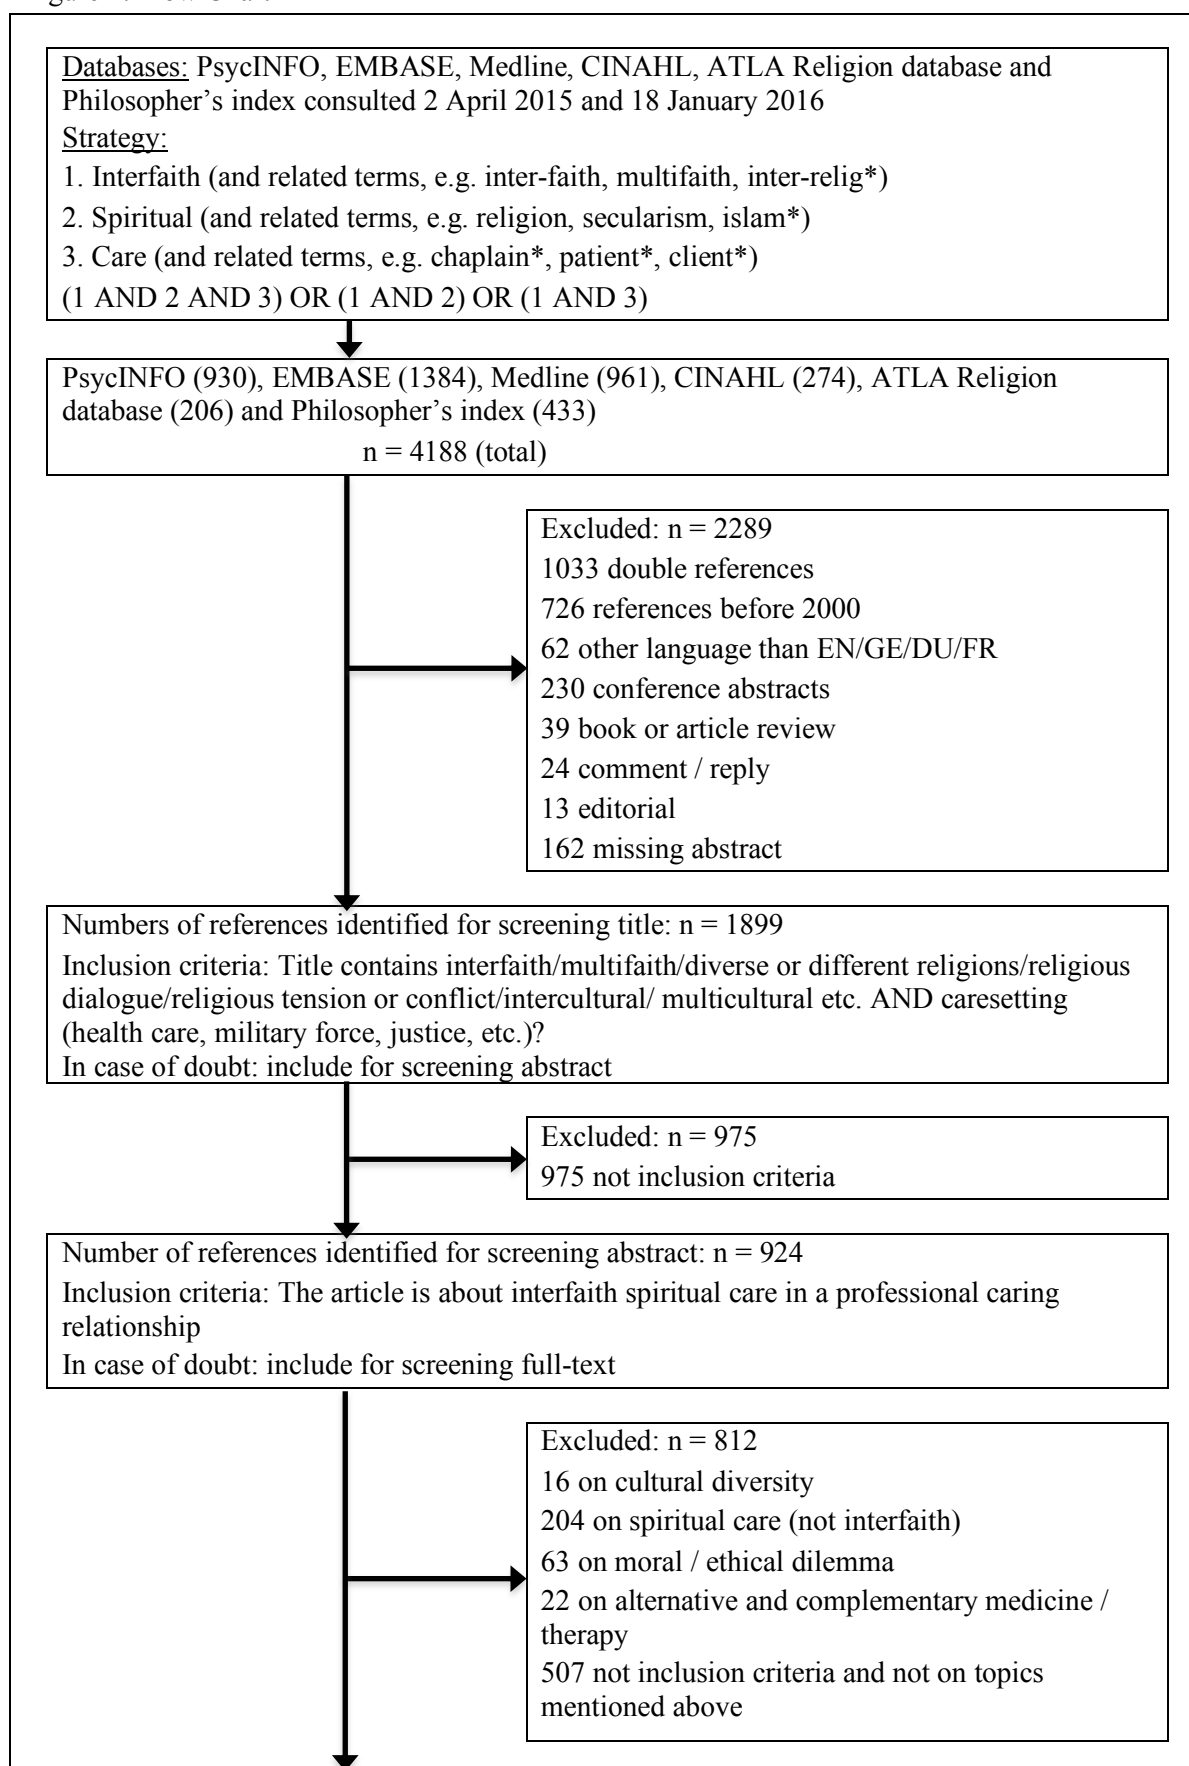 Databases: PsycINFO, EMBASE, Medline, CINAHL, ATLA Religion database and
Philosopher's index consulted 2 April 2015 and 18 January 2016
Strategy:
1. Interfaith (and related terms, e.g. inter-faith, multifaith, inter-relig*)
2. Spiritual (and related terms, e.g. religion, secularism, islam*)
3. Care (and related terms, e.g. chaplain*, patient*, client*)
(1 AND 2 AND 3) OR (1 AND 2) OR (1 AND 3)
PsycINFO (930), EMBASE (1384), Medline (961), CINAHL (274), ATLA Religion
database (206) and Philosopher's index (433)
n = 4188 (total)
Excluded: n = 2289
1033 double references
726 references before 2000
62 other language than EN/GE/DU/FR
230 conference abstracts
39 book or article review
24 comment / reply
13 editorial
162 missing abstract
Numbers of references identified for screening title: n = 1899
Inclusion criteria: Title contains interfaith/multifaith/diverse or different religions/religious
dialogue/religious tension or conflict/intercultural/ multicultural etc. AND caresetting
(health care, military force, justice, etc.)?
In case of doubt: include for screening abstract
Excluded: n = 975
975 not inclusion criteria
Number of references identified for screening abstract: n = 924
Inclusion criteria: The article is about interfaith spiritual care in a professional caring
relationship
In case of doubt: include for screening full-text
Excluded: n = 812
16 on cultural diversity
204 on spiritual care (not interfaith)
63 on moral / ethical dilemma
22 on alternative and complementary medicine /
therapy
507 not inclusion criteria and not on topics
mentioned above